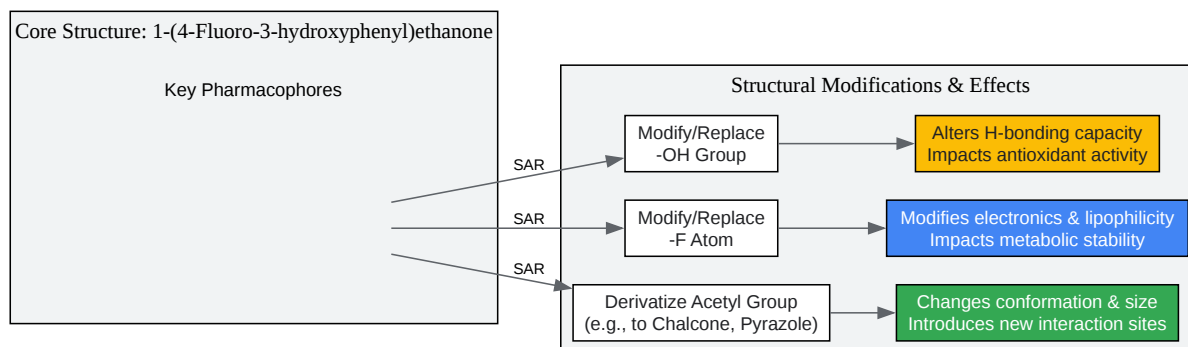 Core Structure: 1-(4-Fluoro-3-hydroxyphenyl)ethanone
Key Pharmacophores
Structural Modifications & Effects
SAR
Modify/Replace
-OH Group
Alters H-bonding capacity
Impacts antioxidant activity
SAR
Modify/Replace
-F Atom
Modifies electronics & lipophilicity
Impacts metabolic stability
SAR
Derivatize Acetyl Group
(e.g., to Chalcone, Pyrazole)
Changes conformation & size
Introduces new interaction sites